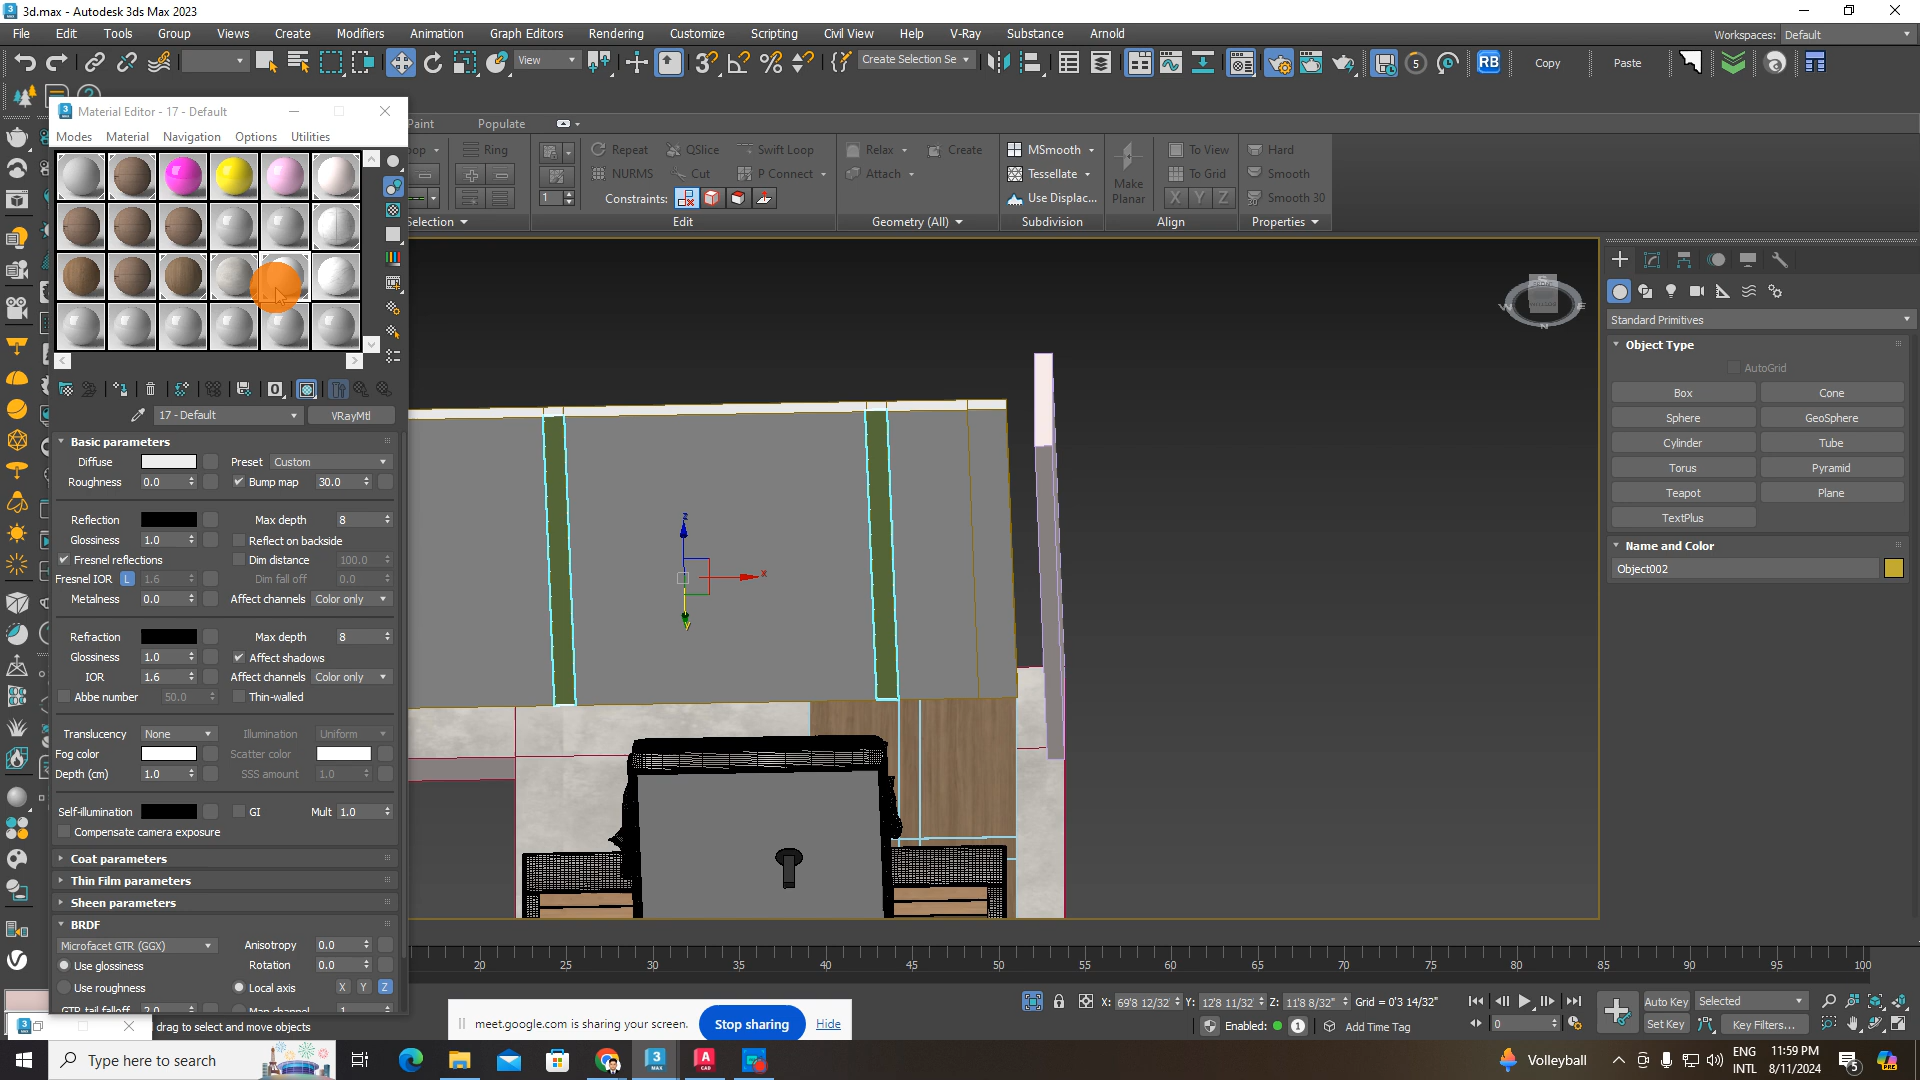 3d.max - Autodesk 3ds Max 2023
File Edit Tools Group Views Create Modifiers Animation Graph Editors Rendering Customize Scripting Civil View Help V-Ray Substance Arnold
Workspaces: Default
View
Create Selection Se
RB
Copy
Paste
Material Editor - 17 - Default
Modes Material Navigation Options Utilities
Paint Populate
Ring
Repeat QSlice Swift Loop
NURMS Cut P Connect
1 Constraints:
Relax Create
Attach
MSmooth
Tessellate
Use Displac...
Make Planar
To View
To Grid
X Y Z
Hard
Smooth
Smooth 30
Edit Geometry (All) Subdivision Align Properties
17 - Default VRayMtl
Basic parameters
Diffuse Preset Custom
Roughness 0.0 Bump map 30.0
Reflection Max depth 8
Glossiness 1.0 Reflect on backside
Fresnel reflections Dim distance 100.0
Fresnel IOR L 1.6 Dim fall off 0.0
Metalness 0.0 Affect channels Color only
Refraction Max depth 8
Glossiness 1.0 Affect shadows
IOR 1.6 Affect channels Color only
Abbe number 50.0 Thin-walled
Translucency None Illumination Uniform
Fog color Scatter color
Depth (cm) 1.0 SSS amount 1.0
Self-illumination GI Mult 1.0
Compensate camera exposure
Coat parameters
Thin Film parameters
Sheen parameters
BRDF
Microfacet GTR (GGX) Anisotropy 0.0
Use glossiness Rotation 0.0
Use roughness Local axis X Y Z
z
x
y
W
E
N
Standard Primitives
Object Type
AutoGrid
Box Cone
Sphere GeoSphere
Cylinder Tube
Torus Pyramid
Teapot Plane
TextPlus
Name and Color
Object002
20 25 30 35 40 45 50 55 60 65 70 75 80 85 90 95 100
X: 69'8 12/32" Y: 12'8 11/32" Z: 11'8 8/32" Grid = 0'3 14/32"
Enabled: 1 Add Time Tag
0
Auto Key Selected
Set Key Key Filters...
drag to select and move objects
meet.google.com is sharing your screen. Stop sharing Hide
Type here to search
Volleyball
ENG
INTL
11:59 PM
8/11/2024
5